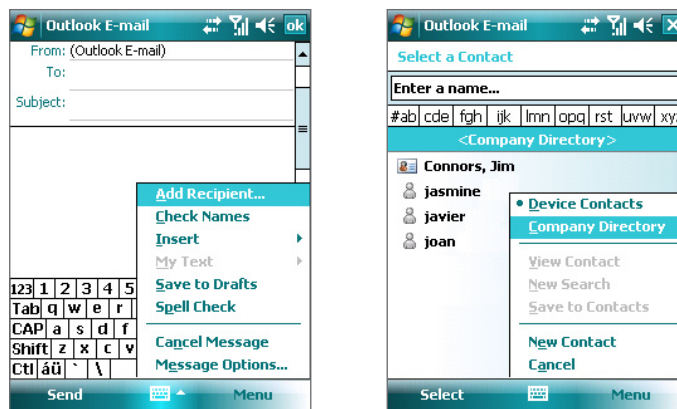 Outlook E-mail ok
From: (Outlook E-mail)
To:
Subject:
Add Recipient...
Check Names
Insert
My Text
Save to Drafts
Spell Check
Cancel Message
Message Options...
123 1 2 3 4 5
Tab q w e r
CAP a s d f
Shift z x c v
Ctl áü ` \
Send Menu
Outlook E-mail X
Select a Contact
Enter a name...
#ab cde fgh ijk lmn opq rst uvw xyz
<Company Directory>
Connors, Jim
jasmine
javier
joan
Device Contacts
Company Directory
View Contact
New Search
Save to Contacts
New Contact
Cancel
Select Menu